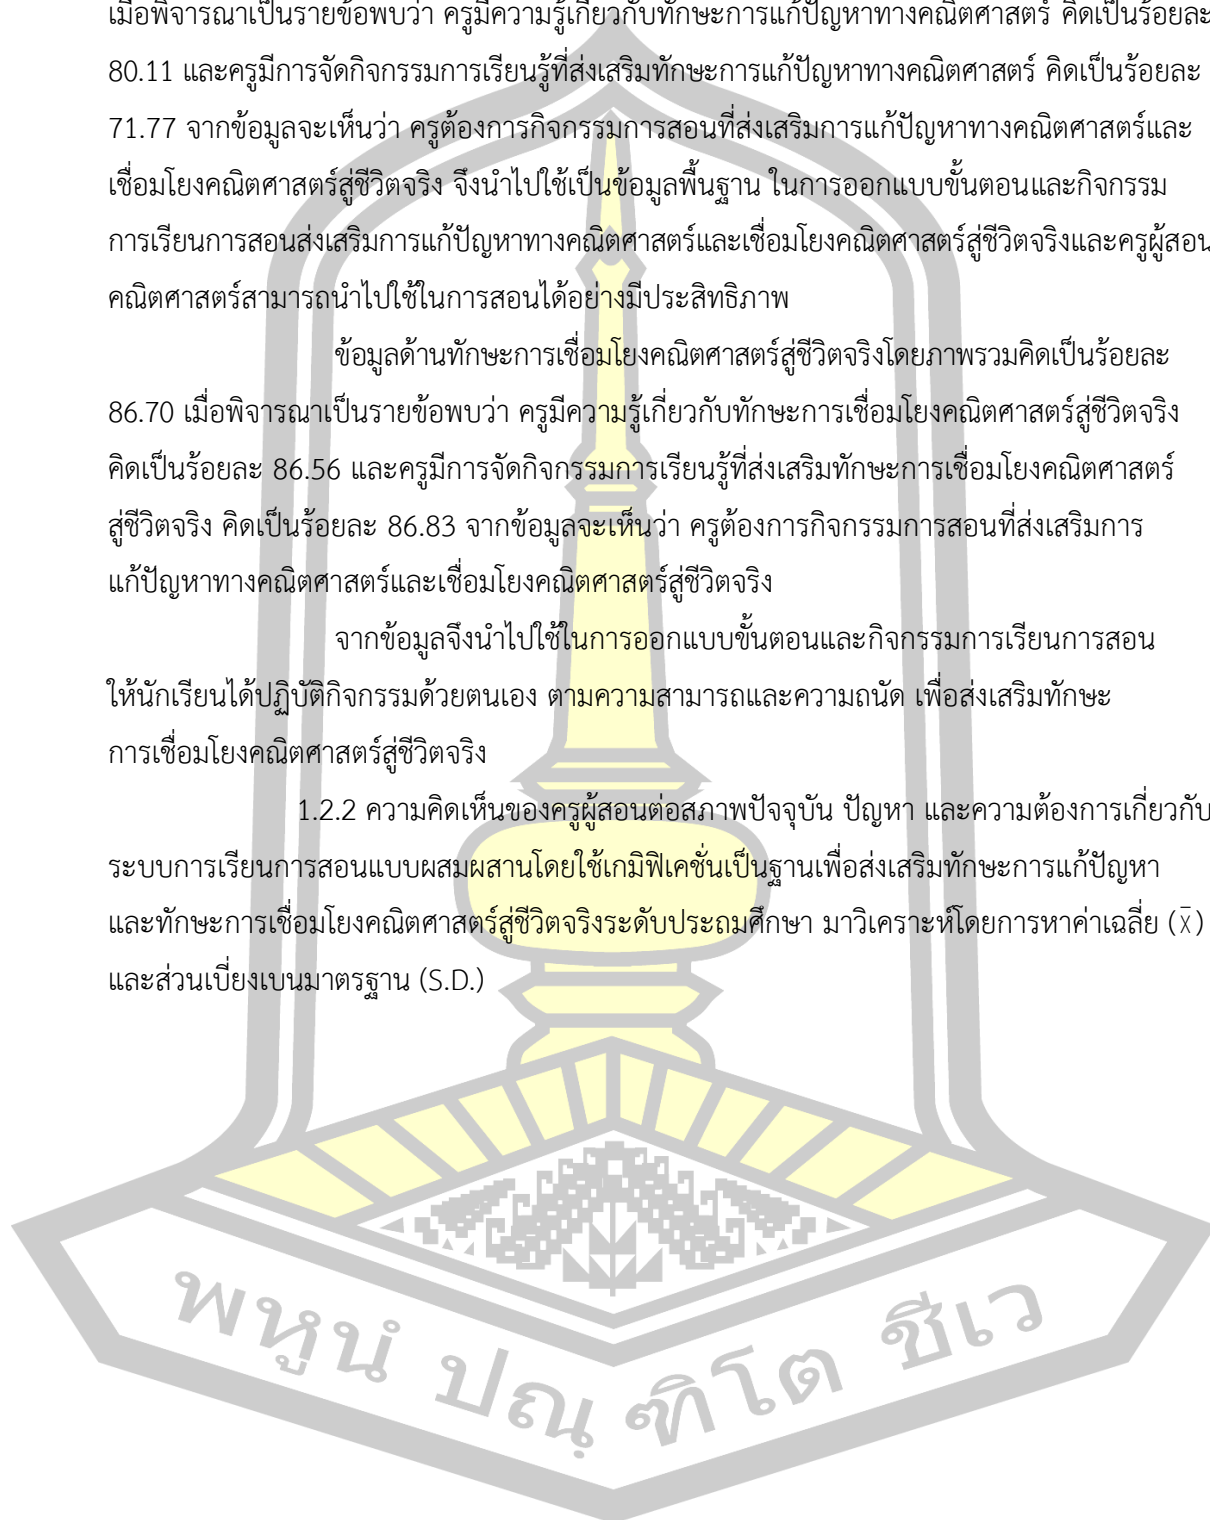 เมื่อพิจารณาเป็นรายข้อพบว่า ครูมีความรู้เกี่ยวกับทักษะการแก้ปัญหาทางคณิตศาสตร์ คิดเป็นร้อยละ
80.11 และครูมีการจัดกิจกรรมการเรียนรู้ที่ส่งเสริมทักษะการแก้ปัญหาทางคณิตศาสตร์ คิดเป็นร้อยละ
71.77 จากข้อมูลจะเห็นว่า ครูต้องการกิจกรรมการสอนที่ส่งเสริมการแก้ปัญหาทางคณิตศาสตร์และ
เชื่อมโยงคณิตศาสตร์สู่ชีวิตจริง จึงนำไปใช้เป็นข้อมูลพื้นฐาน ในการออกแบบขั้นตอนและกิจกรรม
การเรียนการสอนส่งเสริมการแก้ปัญหาทางคณิตศาสตร์และเชื่อมโยงคณิตศาสตร์สู่ชีวิตจริงและครูผู้สอน
คณิตศาสตร์สามารถนำไปใช้ในการสอนได้อย่างมีประสิทธิภาพ
ข้อมูลด้านทักษะการเชื่อมโยงคณิตศาสตร์สู่ชีวิตจริงโดยภาพรวมคิดเป็นร้อยละ
86.70 เมื่อพิจารณาเป็นรายข้อพบว่า ครูมีความรู้เกี่ยวกับทักษะการเชื่อมโยงคณิตศาสตร์สู่ชีวิตจริง
คิดเป็นร้อยละ 86.56 และครูมีการจัดกิจกรรมการเรียนรู้ที่ส่งเสริมทักษะการเชื่อมโยงคณิตศาสตร์
สู่ชีวิตจริง คิดเป็นร้อยละ 86.83 จากข้อมูลจะเห็นว่า ครูต้องการกิจกรรมการสอนที่ส่งเสริมการ
แก้ปัญหาทางคณิตศาสตร์และเชื่อมโยงคณิตศาสตร์สู่ชีวิตจริง
จากข้อมูลจึงนำไปใช้ในการออกแบบขั้นตอนและกิจกรรมการเรียนการสอน
ให้นักเรียนได้ปฏิบัติกิจกรรมด้วยตนเอง ตามความสามารถและความถนัด เพื่อส่งเสริมทักษะ
การเชื่อมโยงคณิตศาสตร์สู่ชีวิตจริง
1.2.2 ความคิดเห็นของครูผู้สอนต่อสภาพปัจจุบัน ปัญหา และความต้องการเกี่ยวกับ
ระบบการเรียนการสอนแบบผสมผสานโดยใช้เกมิฟิเคชั่นเป็นฐานเพื่อส่งเสริมทักษะการแก้ปัญหา
และทักษะการเชื่อมโยงคณิตศาสตร์สู่ชีวิตจริงระดับประถมศึกษา มาวิเคราะห์โดยการหาค่าเฉลี่ย (x̄)
และส่วนเบี่ยงเบนมาตรฐาน (S.D.)
พหูนํ ปณฺฑิโต ชีเว